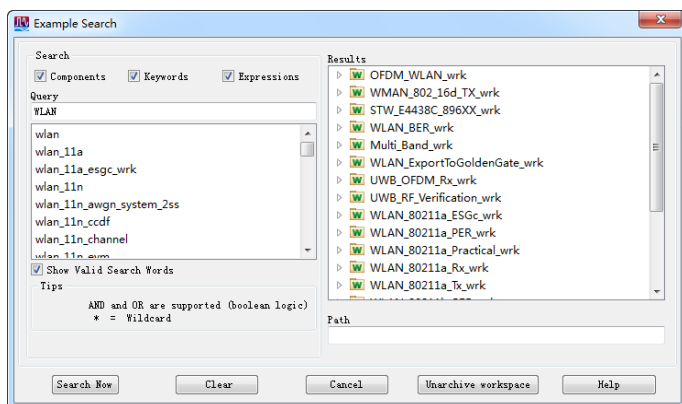 Example Search
Search
Components Keywords Expressions
Query
WLAN
wlan
wlan_11a
wlan_11a_esgc_wrk
wlan_11n
wlan_11n_awgn_system_2ss
wlan_11n_ccdf
wlan_11n_channel
wlan_11n_evm
Show Valid Search Words
Tips
AND and OR are supported (boolean logic)
* = Wildcard
Results
OFDM_WLAN_wrk
WMAN_802_16d_TX_wrk
STW_E4438C_896XX_wrk
WLAN_BER_wrk
Multi_Band_wrk
WLAN_ExportToGoldenGate_wrk
UWB_OFDM_Rx_wrk
UWB_RF_Verification_wrk
WLAN_80211a_ESGc_wrk
WLAN_80211a_PER_wrk
WLAN_80211a_Practical_wrk
WLAN_80211a_Rx_wrk
WLAN_80211a_Tx_wrk
Path
Search Now Clear Cancel Unarchive workspace Help